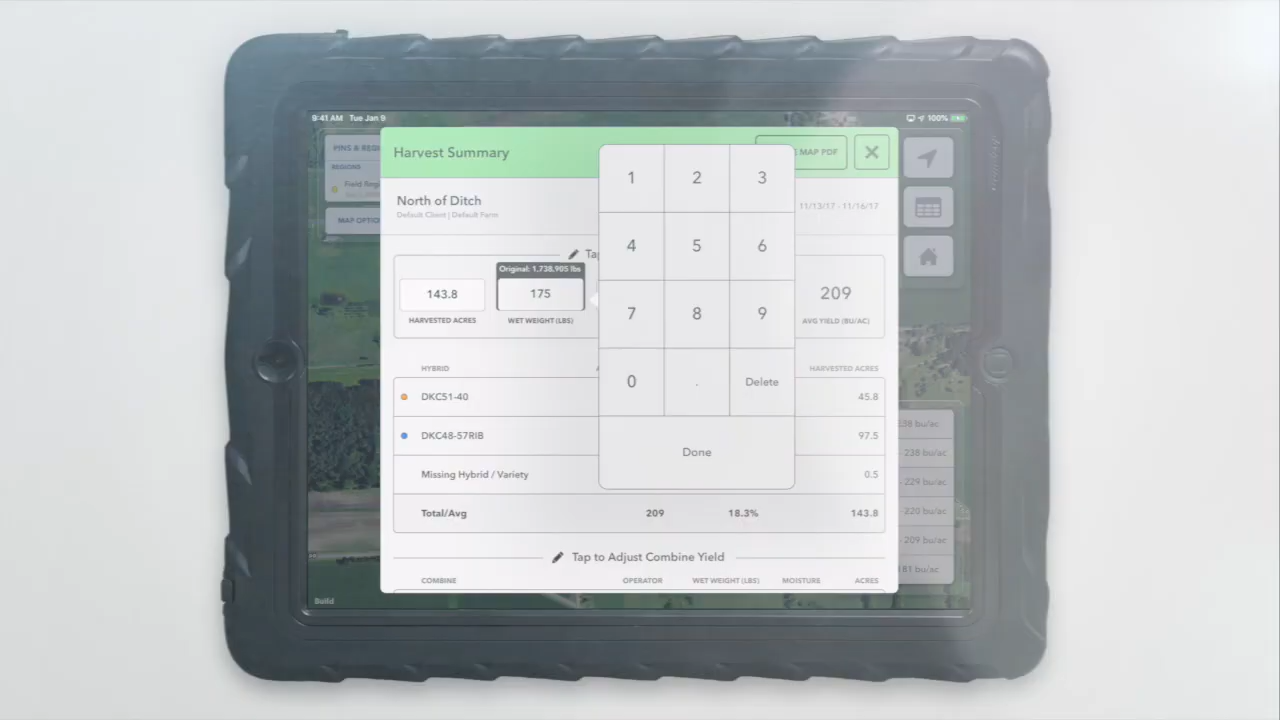 9:41 AM Tue Jan 9
100%
PINS & REGI
REGIONS
Field Regi
MAP OPTIO
Harvest Summary
MAP PDF
North of Ditch
Default Client | Default Farm
11/13/17 - 11/16/17
Tap
Original: 1,738,905 lbs
143.8
175
209
HARVESTED ACRES
WET WEIGHT (LBS)
AVG YIELD (BU/AC)
1 2 3
4 5 6
7 8 9
0 . Delete
Done
HYBRID
HARVESTED ACRES
DKC51-40
45.8
DKC48-57RIB
97.5
Missing Hybrid / Variety
0.5
Total/Avg 209 18.3% 143.8
Tap to Adjust Combine Yield
COMBINE OPERATOR WET WEIGHT (LBS) MOISTURE ACRES
238 bu/ac
- 238 bu/ac
- 229 bu/ac
- 220 bu/ac
- 209 bu/ac
181 bu/ac
Build